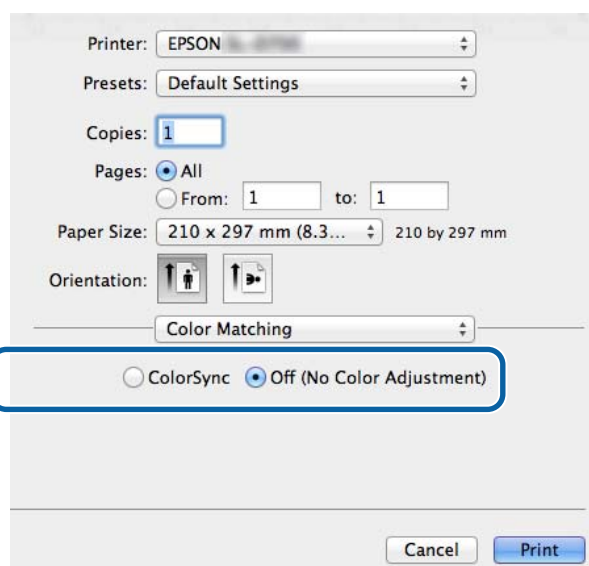 Printer: EPSON
Presets: Default Settings
Copies: 1
Pages: All
From: 1 to: 1
Paper Size: 210 x 297 mm (8.3... 210 by 297 mm
Orientation:
Color Matching
ColorSync Off (No Color Adjustment)
Cancel Print